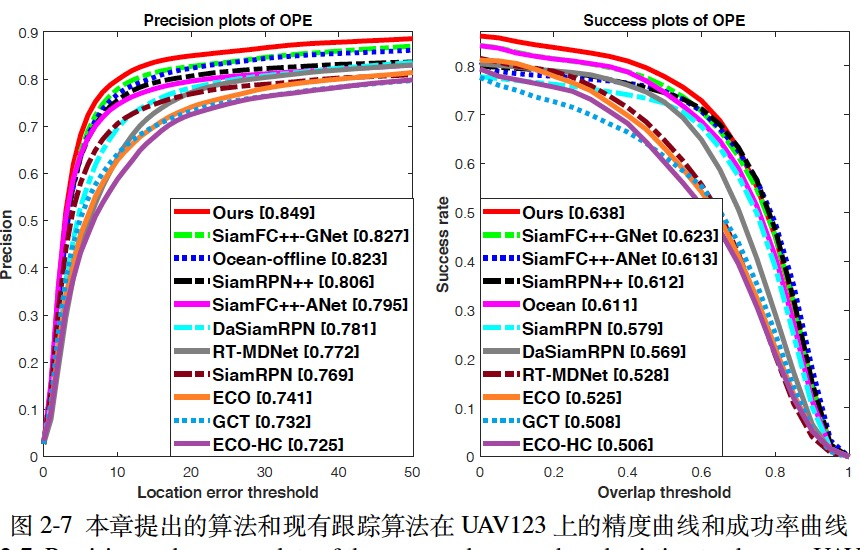 Precision plots of OPE
0.9
0.8
0.7
0.6
0.5
0.4
0.3
0.2
0.1
0
Precision
Ours [0.849]
SiamFC++-GNet [0.827]
Ocean-offline [0.823]
SiamRPN++ [0.806]
SiamFC++-ANet [0.795]
DaSiamRPN [0.781]
RT-MDNet [0.772]
SiamRPN [0.769]
ECO [0.741]
GCT [0.732]
ECO-HC [0.725]
0 10 20 30 40 50
Location error threshold
Success plots of OPE
0.8
0.7
0.6
0.5
0.4
0.3
0.2
0.1
0
Success rate
Ours [0.638]
SiamFC++-GNet [0.623]
SiamFC++-ANet [0.613]
SiamRPN++ [0.612]
Ocean [0.611]
SiamRPN [0.579]
DaSiamRPN [0.569]
RT-MDNet [0.528]
ECO [0.525]
GCT [0.508]
ECO-HC [0.506]
0 0.2 0.4 0.6 0.8 1
Overlap threshold
图 2-7 本章提出的算法和现有跟踪算法在 UAV123 上的精度曲线和成功率曲线